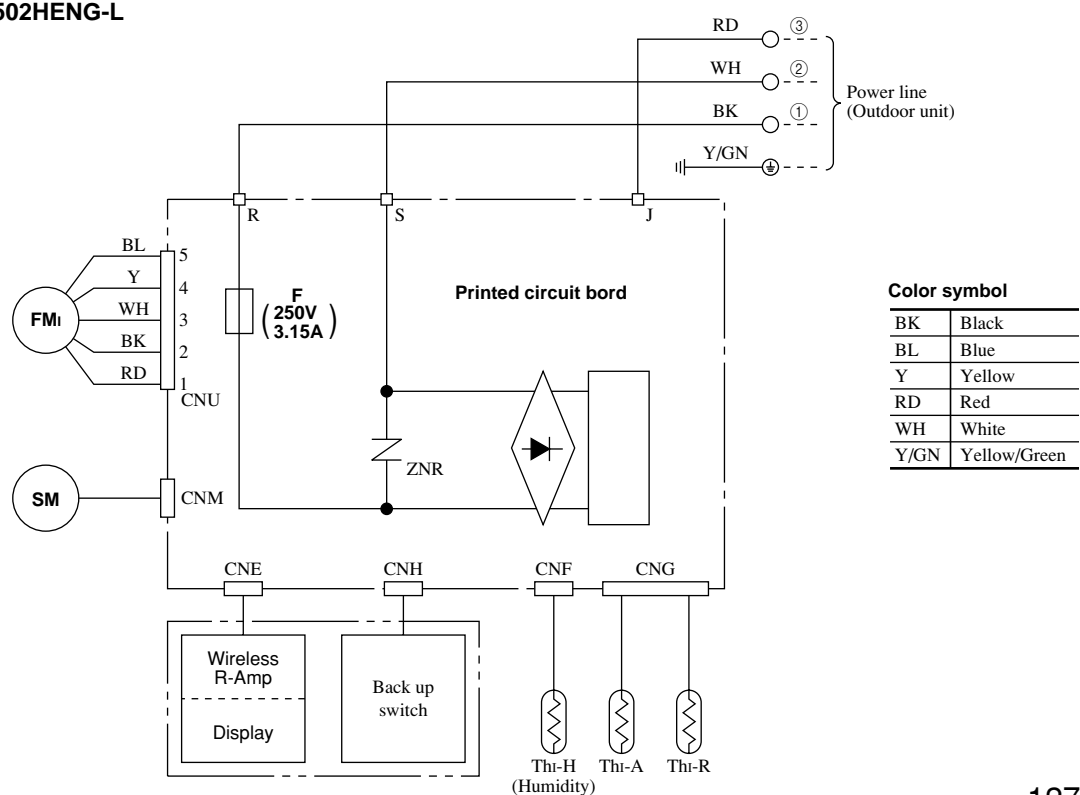 502HENG-L
RD ③
WH ②
BK ①
Y/GN
Power line
(Outdoor unit)
R
S
J
BL 5
Y 4
WH 3
BK 2
RD 1
FMI
CNU
F
250V
3.15A
Printed circuit bord
ZNR
SM
CNM
CNE
CNH
CNF
CNG
Wireless
R-Amp
Display
Back up
switch
ThI-H
(Humidity)
ThI-A
ThI-R
Color symbol
BK Black
BL Blue
Y Yellow
RD Red
WH White
Y/GN Yellow/Green